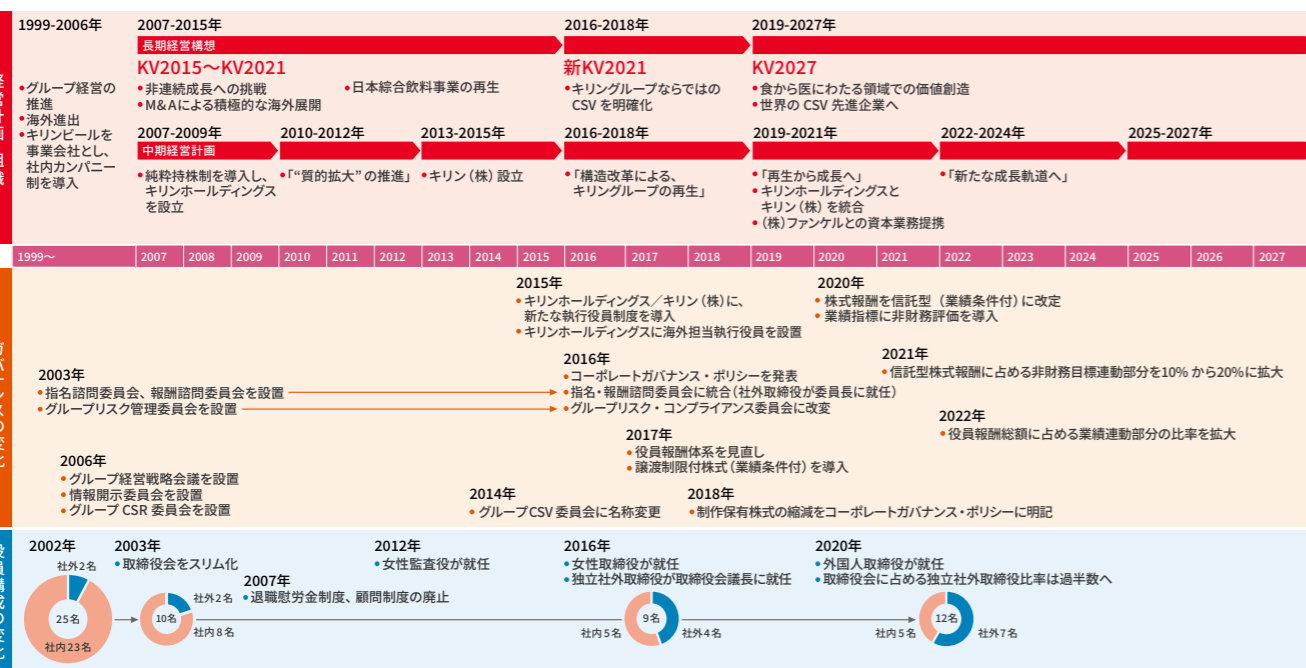 1999-2006年
2007-2015年
2016-2018年
2019-2027年
長期経営構想
KV2015～KV2021
新KV2021
KV2027
•グループ経営の
推進
•海外進出
•キリンビールを
事業会社とし、
社内カンパニー
制を導入
•非連続成長への挑戦
•M&Aによる積極的な海外展開
•日本綜合飲料事業の再生
•キリングループならではの
CSV を明確化
•食から医にわたる領域での価値創造
•世界の CSV 先進企業へ
2007-2009年
2010-2012年
2013-2015年
2016-2018年
2019-2021年
2022-2024年
2025-2027年
中期経営計画
•純粋持株制を導入し、
キリンホールディングス
を設立
•「“質的拡大” の推進」
•キリン（株）設立
•「構造改革による、
キリングループの再生」
•「再生から成長へ」
•キリンホールディングスと
キリン（株）を統合
•（株）ファンケルとの資本業務提携
•「新たな成長軌道へ」
1999～
2007
2008
2009
2010
2011
2012
2013
2014
2015
2016
2017
2018
2019
2020
2021
2022
2023
2024
2025
2026
2027
2015年
•キリンホールディングス／キリン（株）に、
新たな執行役員制度を導入
•キリンホールディングスに海外担当執行役員を設置
2020年
•株式報酬を信託型（業績条件付）に改定
•業績指標に非財務評価を導入
2003年
•指名諮問委員会、報酬諮問委員会を設置
•グループリスク管理委員会を設置
2016年
•コーポレートガバナンス・ポリシーを発表
•指名・報酬諮問委員会に統合（社外取締役が委員長に就任）
•グループリスク・コンプライアンス委員会に改変
2021年
•信託型株式報酬に占める非財務目標連動部分を10% から20%に拡大
2022年
•役員報酬総額に占める業績連動部分の比率を拡大
2017年
•役員報酬体系を見直し
•譲渡制限付株式（業績条件付）を導入
2006年
•グループ経営戦略会議を設置
•情報開示委員会を設置
•グループ CSR 委員会を設置
2014年
•グループCSV 委員会に名称変更
2018年
•制作保有株式の縮減をコーポレートガバナンス・ポリシーに明記
2002年
社外2名
25名
社内23名
2003年
•取締役会をスリム化
社外2名
10名
社内8名
2007年
•退職慰労金制度、顧問制度の廃止
2012年
•女性監査役が就任
2016年
•女性取締役が就任
•独立社外取締役が取締役会議長に就任
9名
社内5名
社外4名
2020年
•外国人取締役が就任
•取締役会に占める独立社外取締役比率は過半数へ
12名
社内5名
社外7名